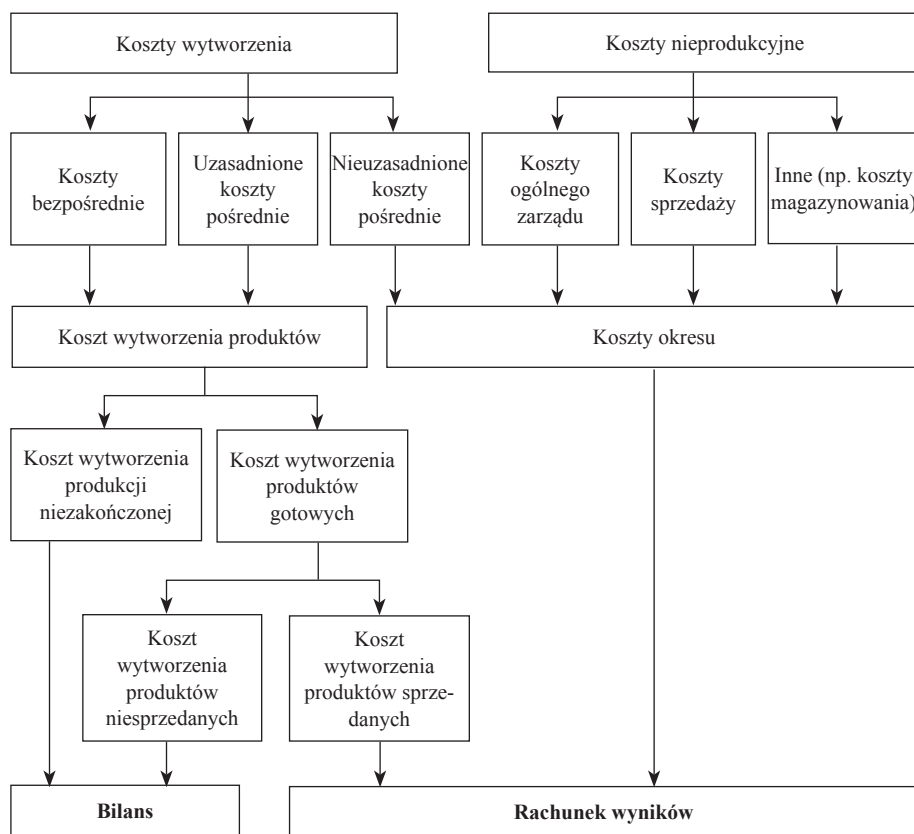 Koszty wytworzenia
Koszty nieprodukcyjne
Koszty
bezpośrednie
Uzasadnione
koszty
pośrednie
Nieuzasadnione
koszty
pośrednie
Koszty
ogólnego
zarządu
Koszty
sprzedaży
Inne (np. koszty
magazynowania)
Koszt wytworzenia produktów
Koszty okresu
Koszt wytworzenia
produkcji
niezakończonej
Koszt wytworzenia
produktów
gotowych
Koszt
wytworzenia
produktów
niesprzedanych
Koszt
wytworzenia
produktów sprze-
danych
Bilans
Rachunek wyników